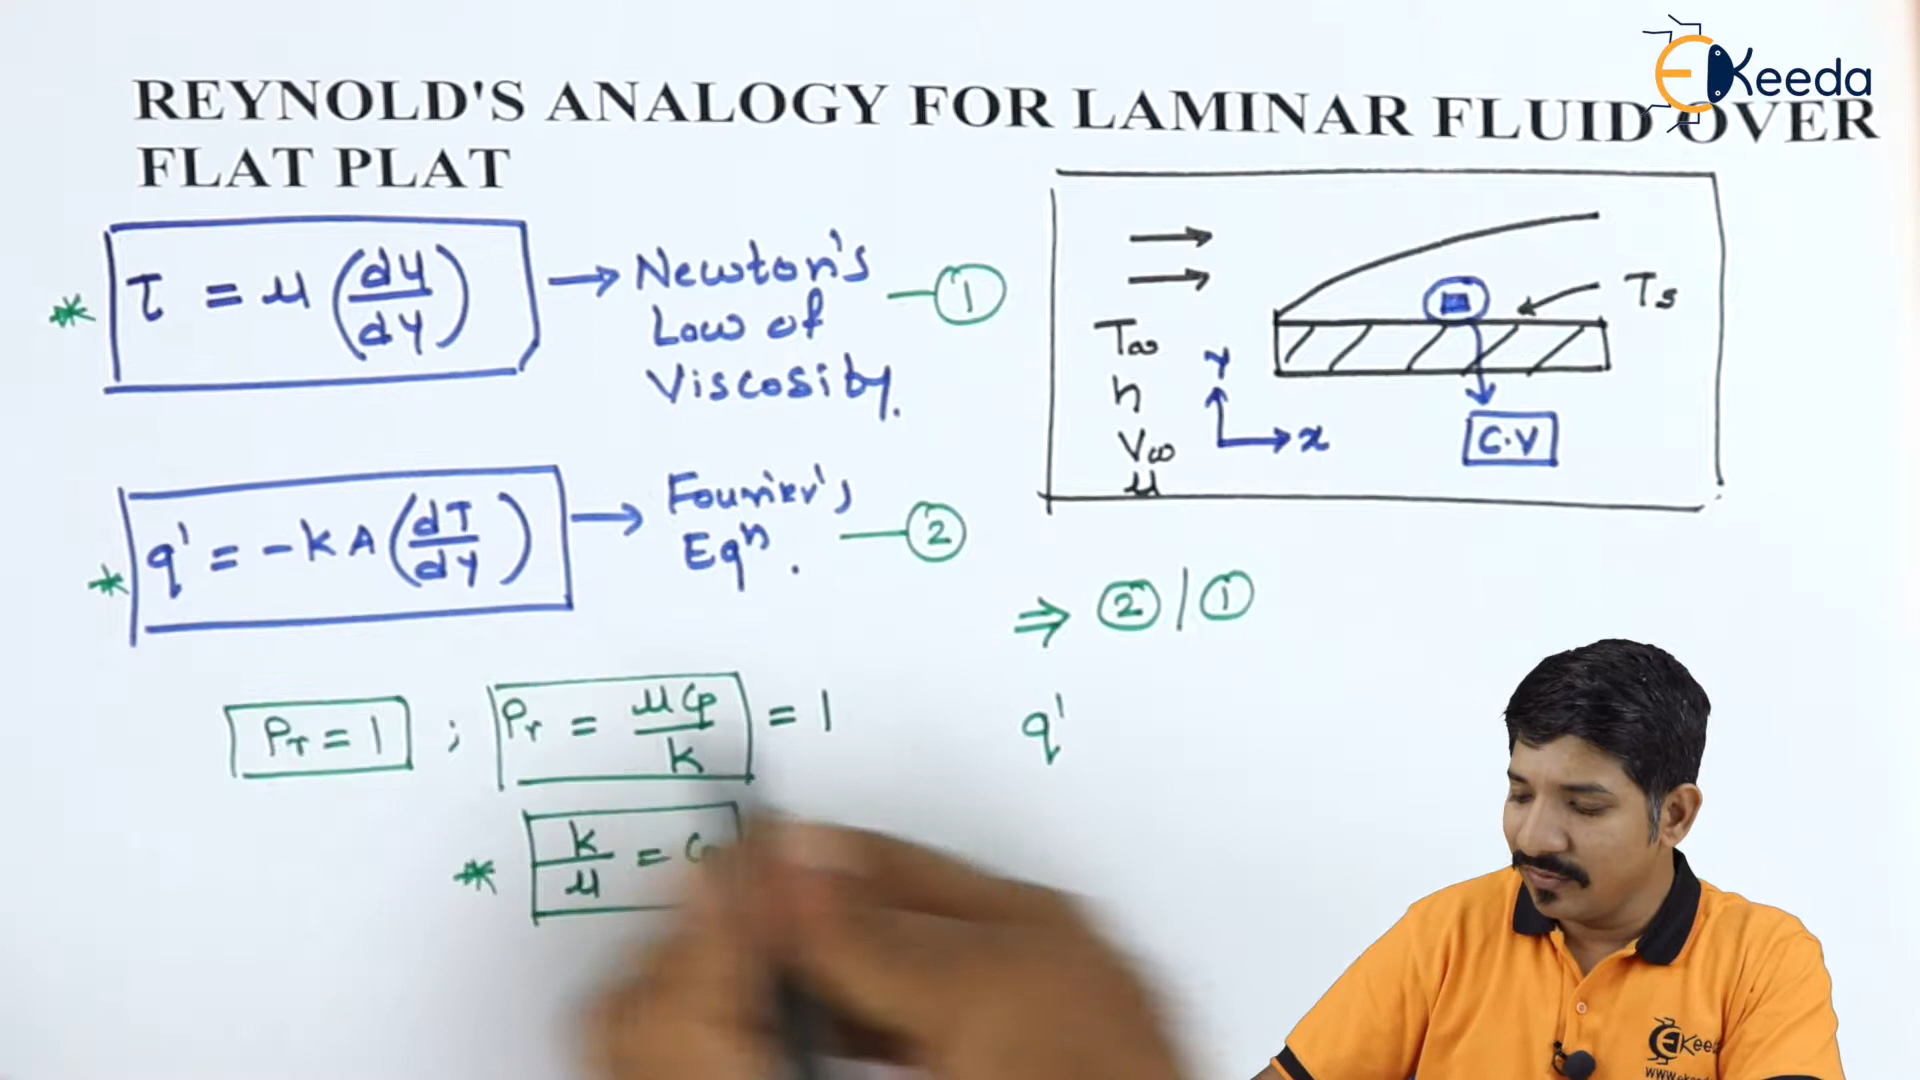 EKeeda
REYNOLD'S ANALOGY FOR LAMINAR FLUID OVER
FLAT PLAT
* τ = μ (du/dy) → Newton's
Law of
Viscosity. — ①
* q' = -kA (dT/dy) → Fourier's
Eqⁿ. — ②
T∞
h
V∞
μ
y
x
Ts
C.V
⇒ ② / ①
Pr = 1 ; Pr = μCp/k = 1
q'
* k/μ =
EKeeda